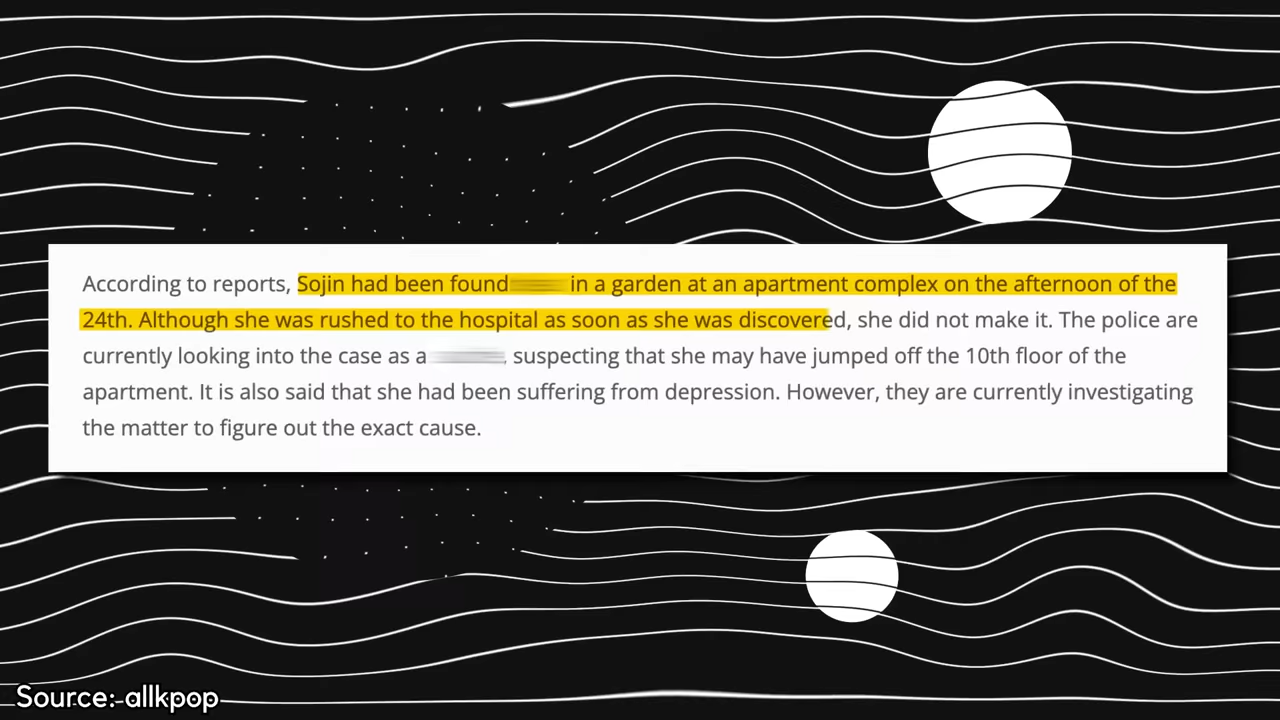 According to reports, Sojin had been found in a garden at an apartment complex on the afternoon of the
24th. Although she was rushed to the hospital as soon as she was discovered, she did not make it. The police are
currently looking into the case as a suspecting that she may have jumped off the 10th floor of the
apartment. It is also said that she had been suffering from depression. However, they are currently investigating
the matter to figure out the exact cause.
Source: allkpop